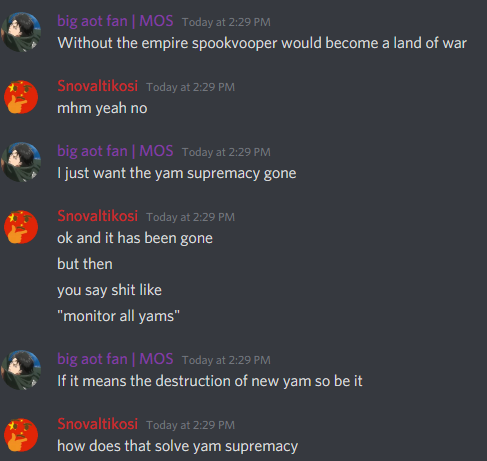 big aot fan | MOS Today at 2:29 PM
Without the empire spookvooper would become a land of war
Snovaltikosi Today at 2:29 PM
mhm yeah no
big aot fan | MOS Today at 2:29 PM
I just want the yam supremacy gone
Snovaltikosi Today at 2:29 PM
ok and it has been gone
but then
you say shit like
"monitor all yams"
big aot fan | MOS Today at 2:29 PM
If it means the destruction of new yam so be it
Snovaltikosi Today at 2:29 PM
how does that solve yam supremacy